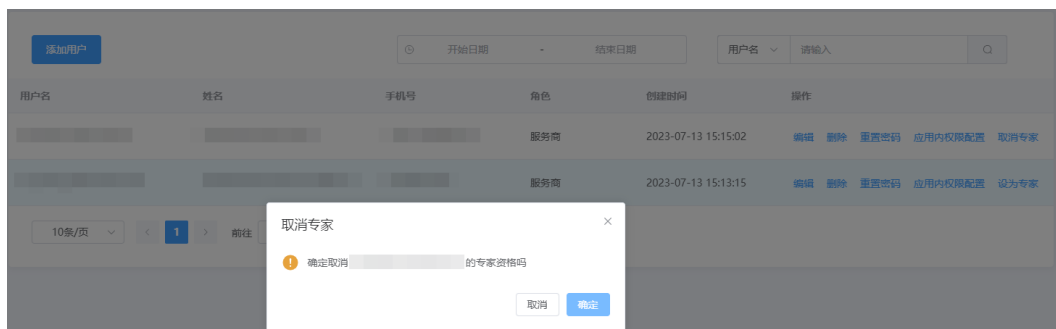 添加用户 开始日期 - 结束日期 用户名 请输入
用户名 姓名 手机号 角色 创建时间 操作
服务商 2023-07-13 15:15:02 编辑 删除 重置密码 应用内权限配置 取消专家
服务商 2023-07-13 15:13:15 编辑 删除 重置密码 应用内权限配置 设为专家
10条/页 1 前往
取消专家
确定取消 的专家资格吗
取消 确定